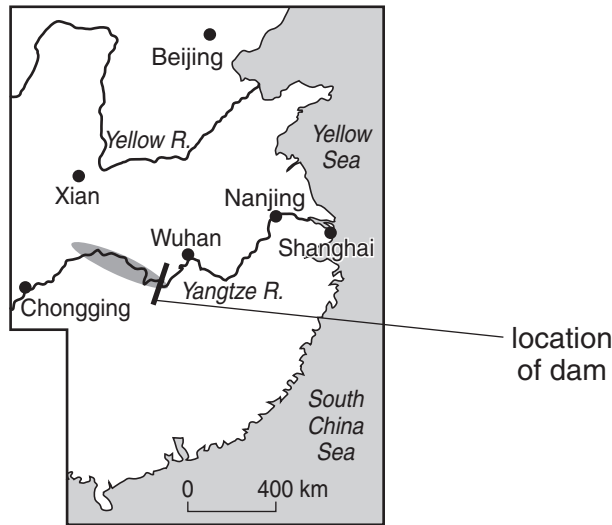 Beijing
Yellow R.
Yellow
Sea
Xian
Nanjing
Wuhan
Shanghai
Chongging
Yangtze R.
location
of dam
South
China
Sea
0 400 km